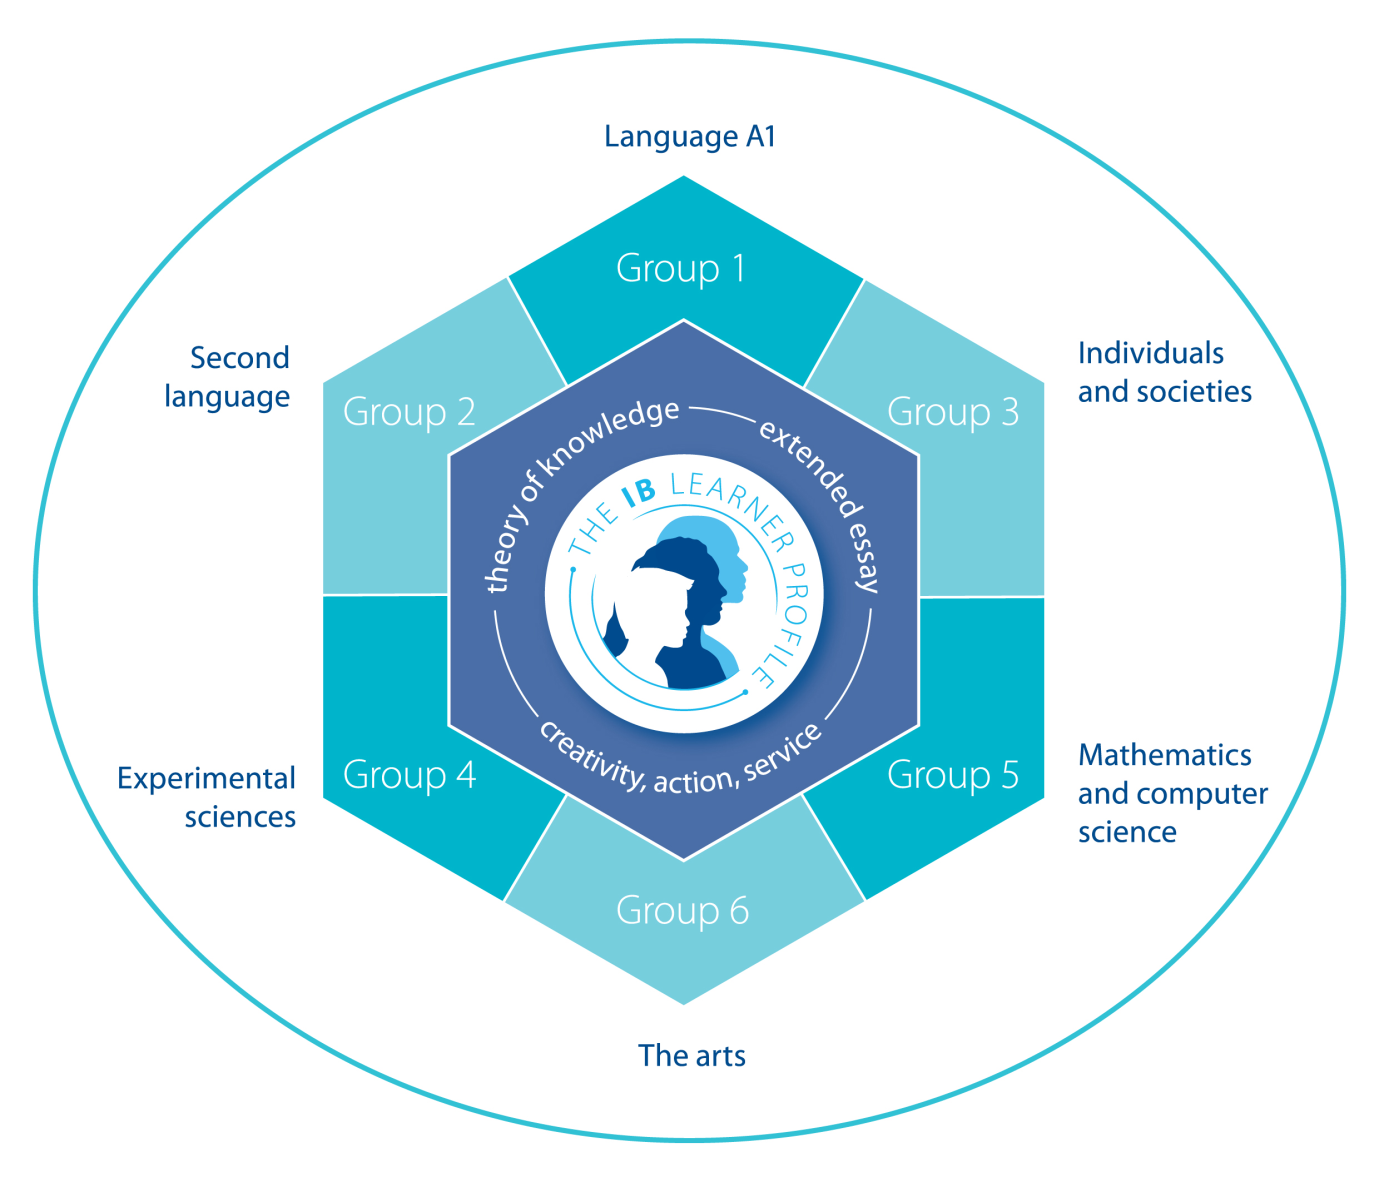 Language A1
Group 1
Second
language
Group 2
Individuals
and societies
Group 3
theory of knowledge
extended essay
THE IB LEARNER PROFILE
creativity, action, service
Experimental
sciences
Group 4
Mathematics
and computer
science
Group 5
Group 6
The arts